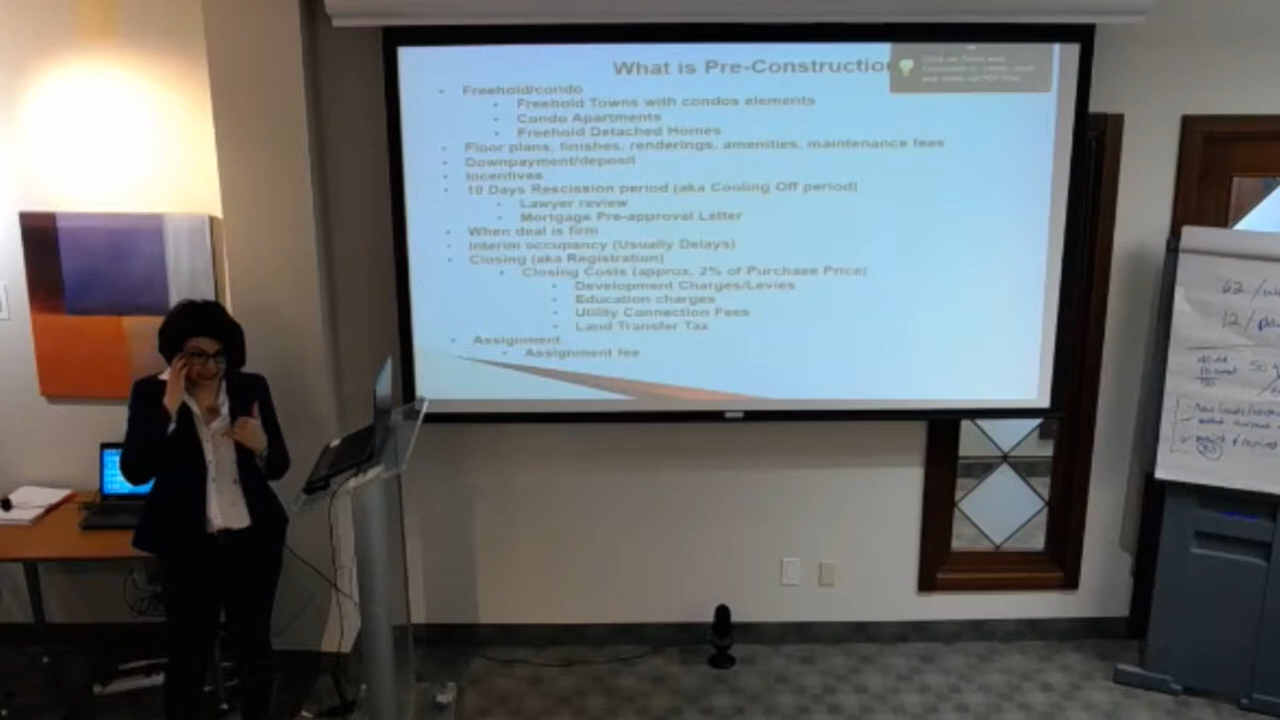 What is Pre-Construction
Freehold/condo
Freehold Towns with condos elements
Condo Apartments
Freehold Detached Homes
Floor plans, finishes, renderings, amenities, maintenance fees
Downpayment/deposit
Incentives
10 Days Rescission period (aka Cooling Off period)
Lawyer review
Mortgage Pre-approval Letter
When deal is firm
Interim occupancy (Usually Delays)
Closing (aka Registration)
Closing Costs (approx. 2% of Purchase Price)
Development Charges/Levies
Education charges
Utility Connection Fees
Land Transfer Tax
Assignment
Assignment fee
62 /
12 /
50